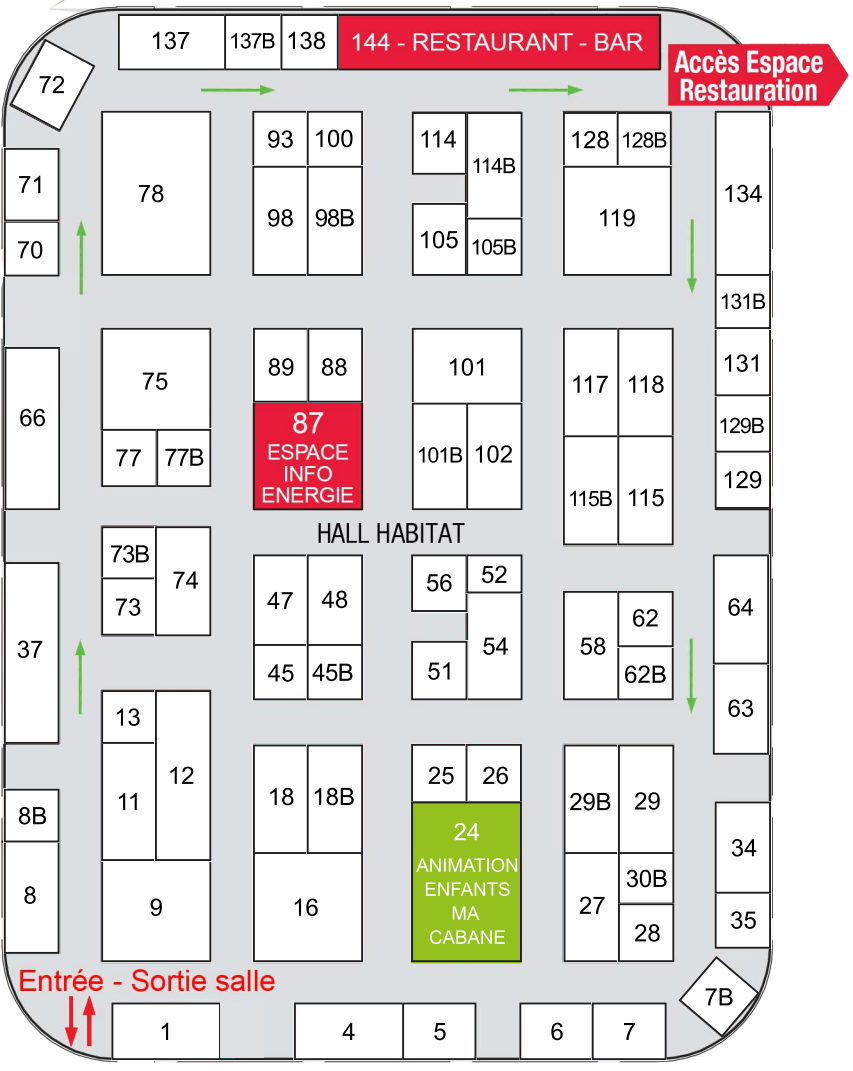 137
137B
138
144 - RESTAURANT - BAR
Accès Espace
Restauration
72
93
100
114
114B
128
128B
71
78
134
98
98B
119
70
105
105B
131B
89
88
101
131
75
117
118
66
87
ESPACE
INFO
ENERGIE
129B
77
77B
101B
102
129
115B
115
HALL HABITAT
73B
74
56
52
73
47
48
64
37
58
62
54
45
45B
51
62B
13
63
12
25
26
11
18
18B
29B
29
8B
24
ANIMATION
ENFANTS
MA
CABANE
34
30B
8
9
16
27
35
28
Entrée - Sortie salle
7B
1
4
5
6
7